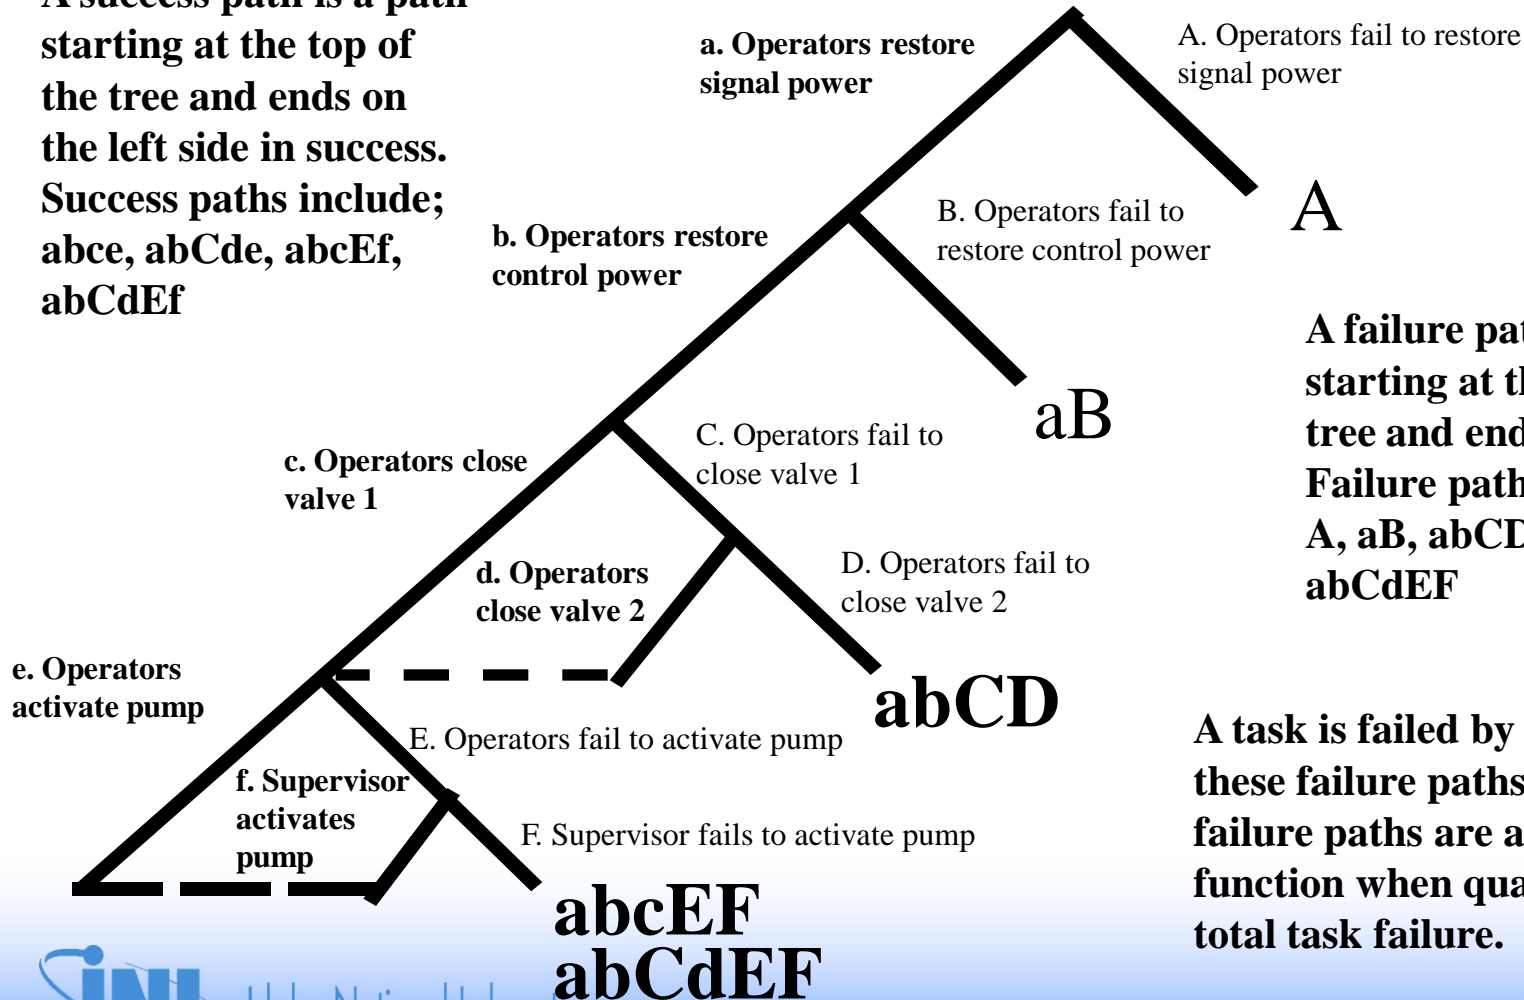 A success path is a path
starting at the top of
the tree and ends on
the left side in success.
Success paths include;
abce, abCde, abcEf,
abCdEf
a. Operators restore
signal power
A. Operators fail to restore
signal power
A
b. Operators restore
control power
B. Operators fail to
restore control power
aB
A failure
starting at
tree and
Failure
A, aB,
abCdEF
c. Operators close
valve 1
C. Operators fail to
close valve 1
d. Operators
close valve 2
D. Operators fail to
close valve 2
abCD
e. Operators
activate pump
E. Operators fail to activate pump
f. Supervisor
activates
pump
F. Supervisor fails to activate pump
abcEF
abCdEF
A task is failed by
these failure paths
failure paths are
function when
total task failure.
INL